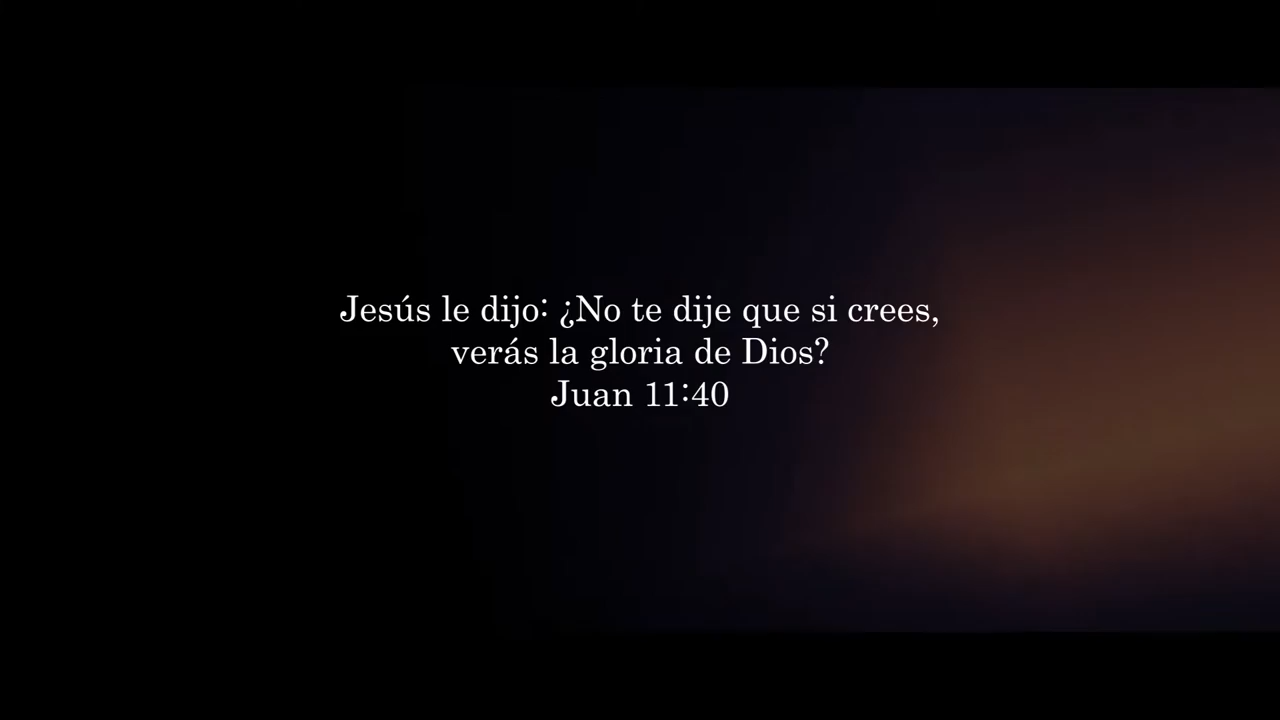 Jesús le dijo: ¿No te dije que si crees,
verás la gloria de Dios?
Juan 11:40